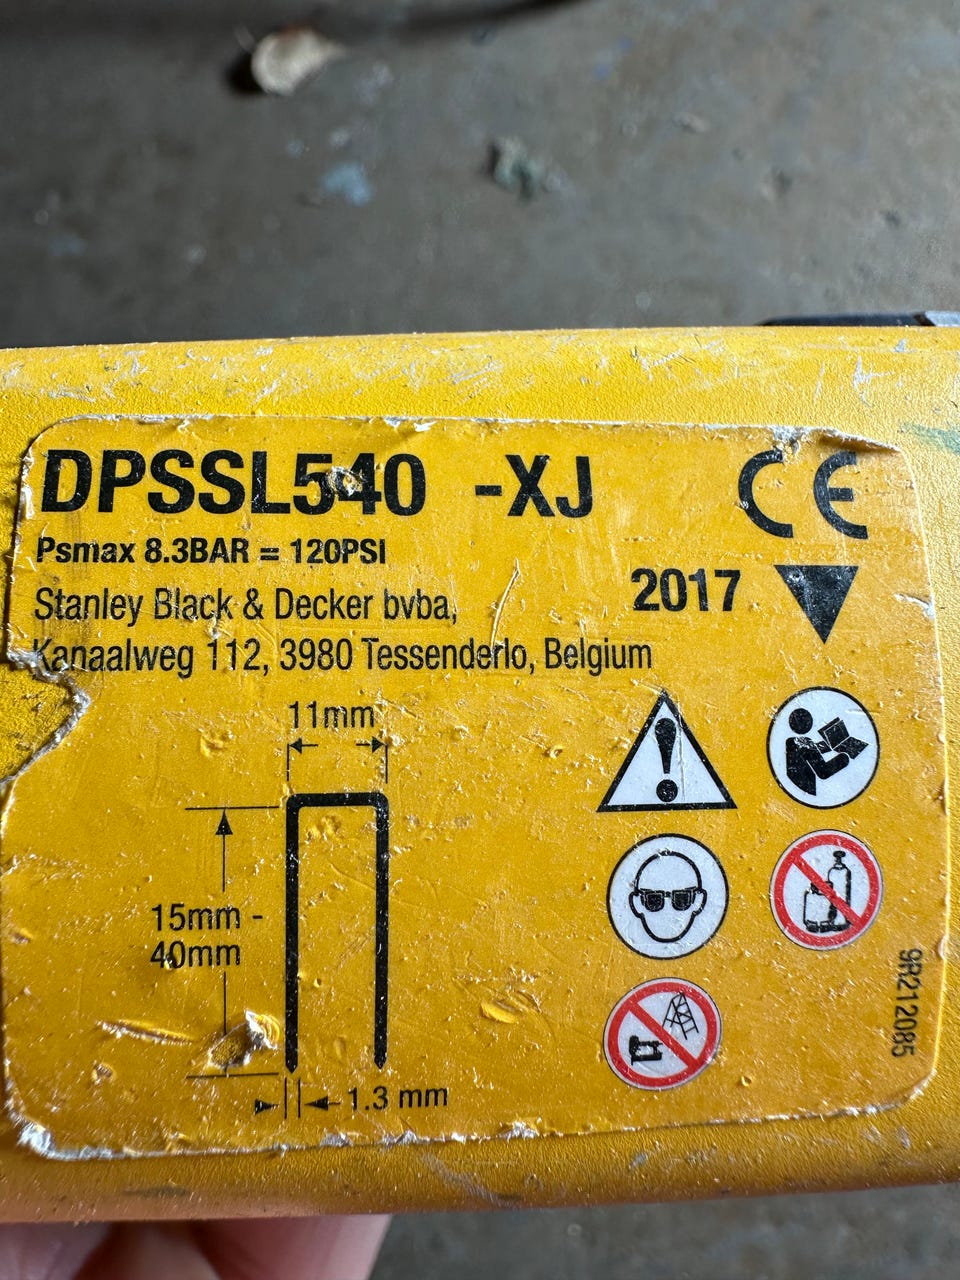 DPSSL540 -XJ
CE
Psmax 8.3BAR = 120PSI
Stanley Black & Decker bvba,
2017
Kanaalweg 112, 3980 Tessenderlo, Belgium
11mm
15mm -
40mm
1.3 mm
9R212085